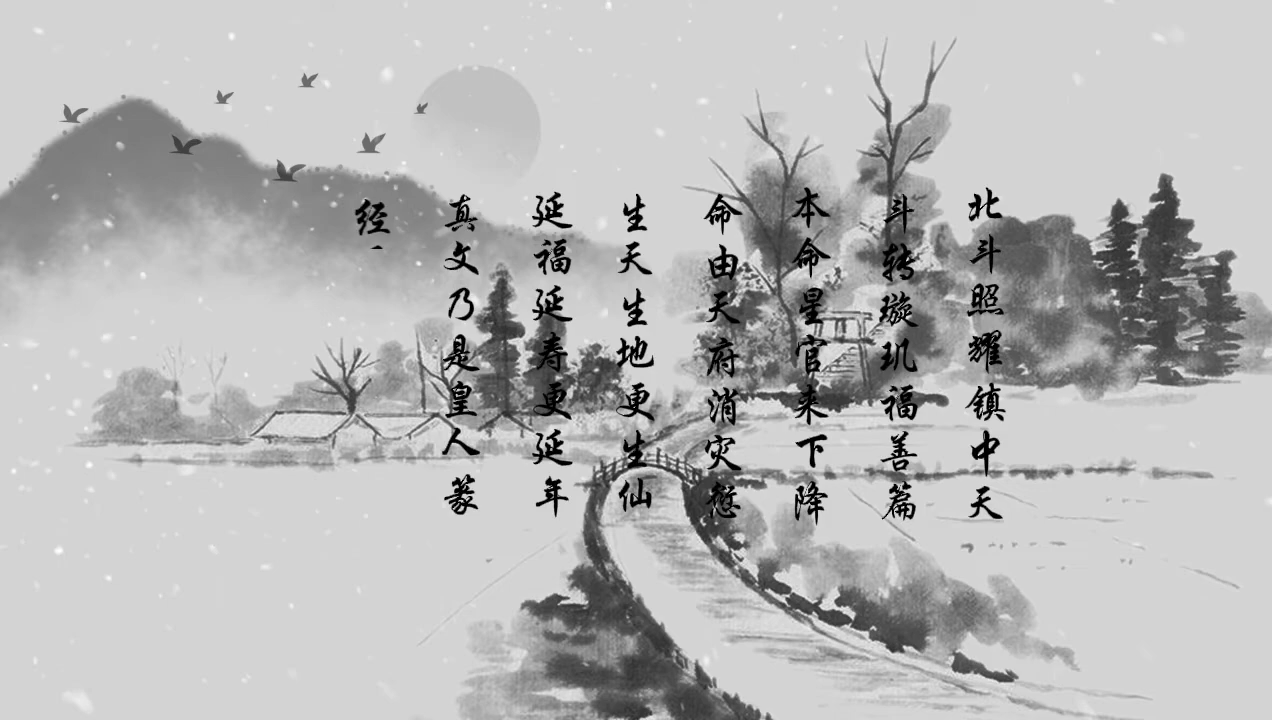 北斗照耀镇中天
斗转璇玑福善篇
本命星官来下降
命由天府消灾愆
生天生地更生仙
延福延寿更延年
真文乃是皇人篆
经、